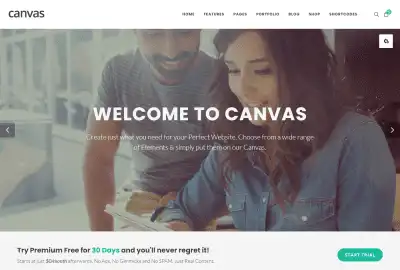 canvas
HOME FEATURES PAGES PORTFOLIO BLOG SHOP SHORTCODES
WELCOME TO CANVAS
Create just what you need for your Perfect Website. Choose from a wide range
of Elements & simply put them on our Canvas.
Try Premium Free for 30 Days and you'll never regret it!
Starts at just $0/month afterwards. No Ads, No Gimmicks and No SPAM. Just Real Content.
START TRIAL